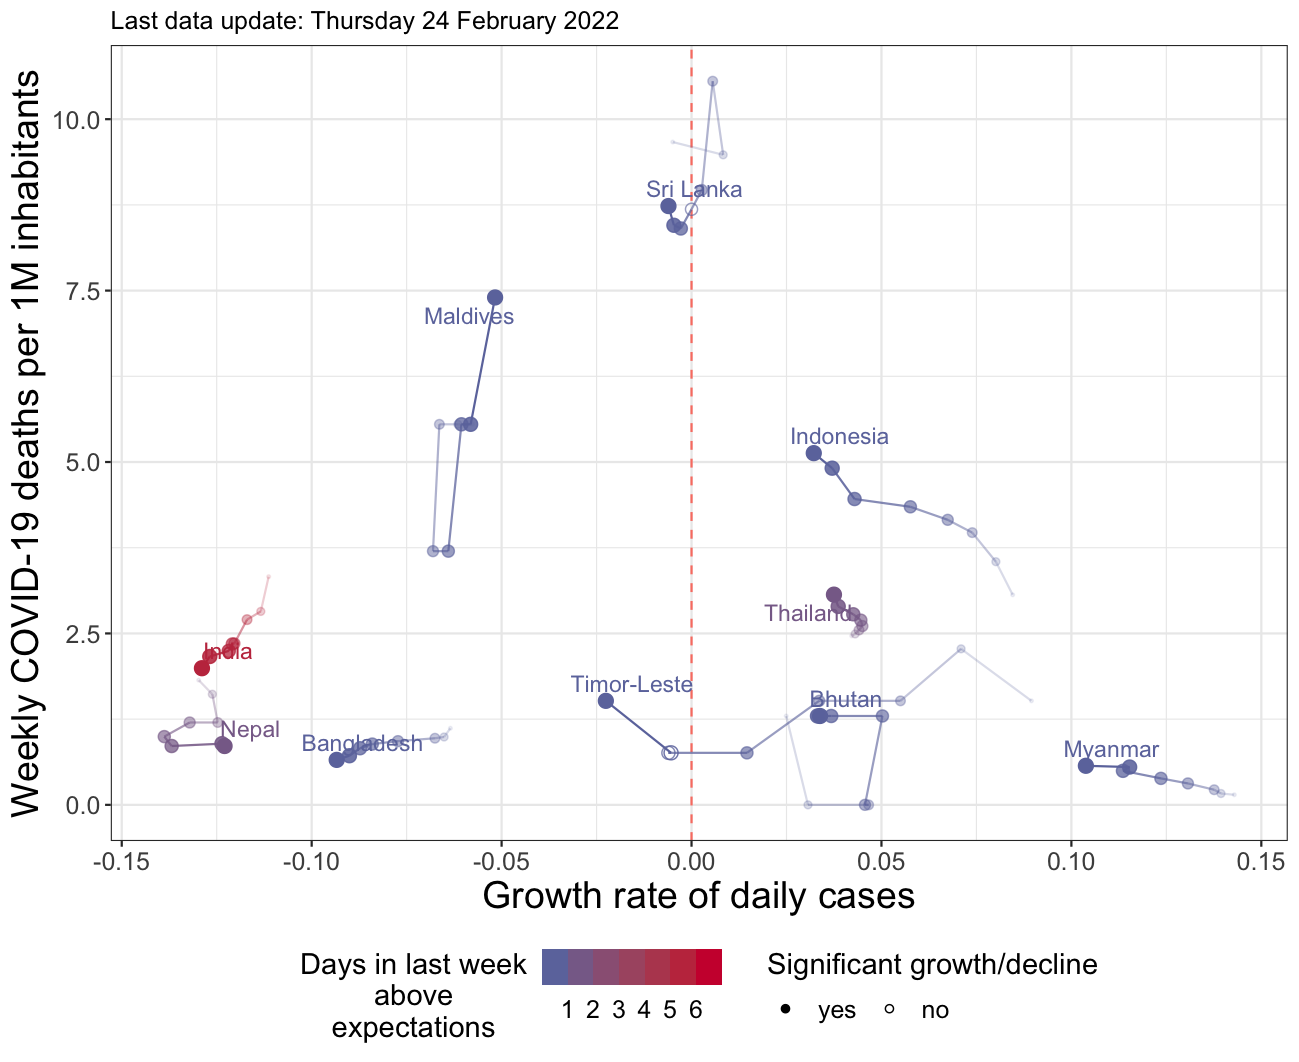 Last data update: Thursday 24 February 2022
Weekly COVID-19 deaths per 1M inhabitants
10.0
7.5
5.0
2.5
0.0
Sri Lanka
Maldives
Indonesia
Thailand
India
Timor-Leste
Bhutan
Nepal
Bangladesh
Myanmar
-0.15
-0.10
-0.05
0.00
0.05
0.10
0.15
Growth rate of daily cases
Days in last week
above
expectations
1 2 3 4 5 6
Significant growth/decline
yes
no